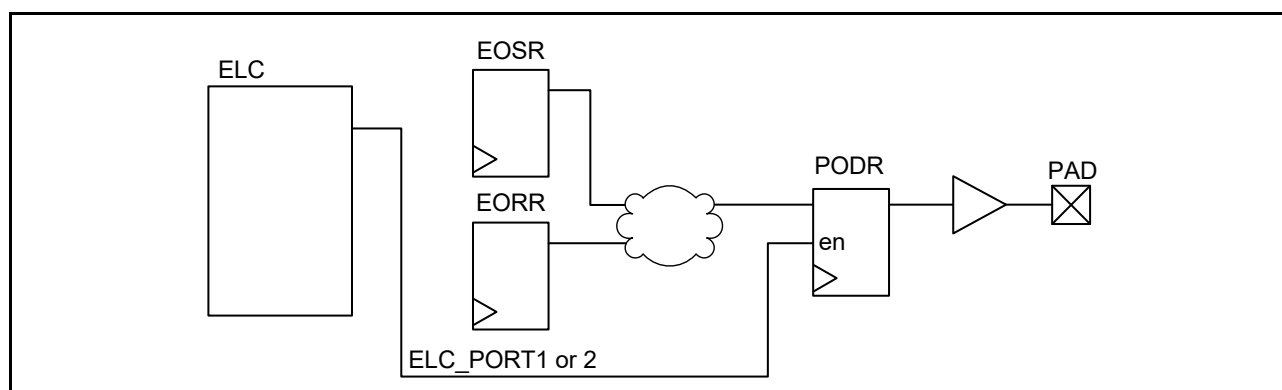 EOSR
ELC
PODR
PAD
EORR
en
ELC_PORT1 or 2